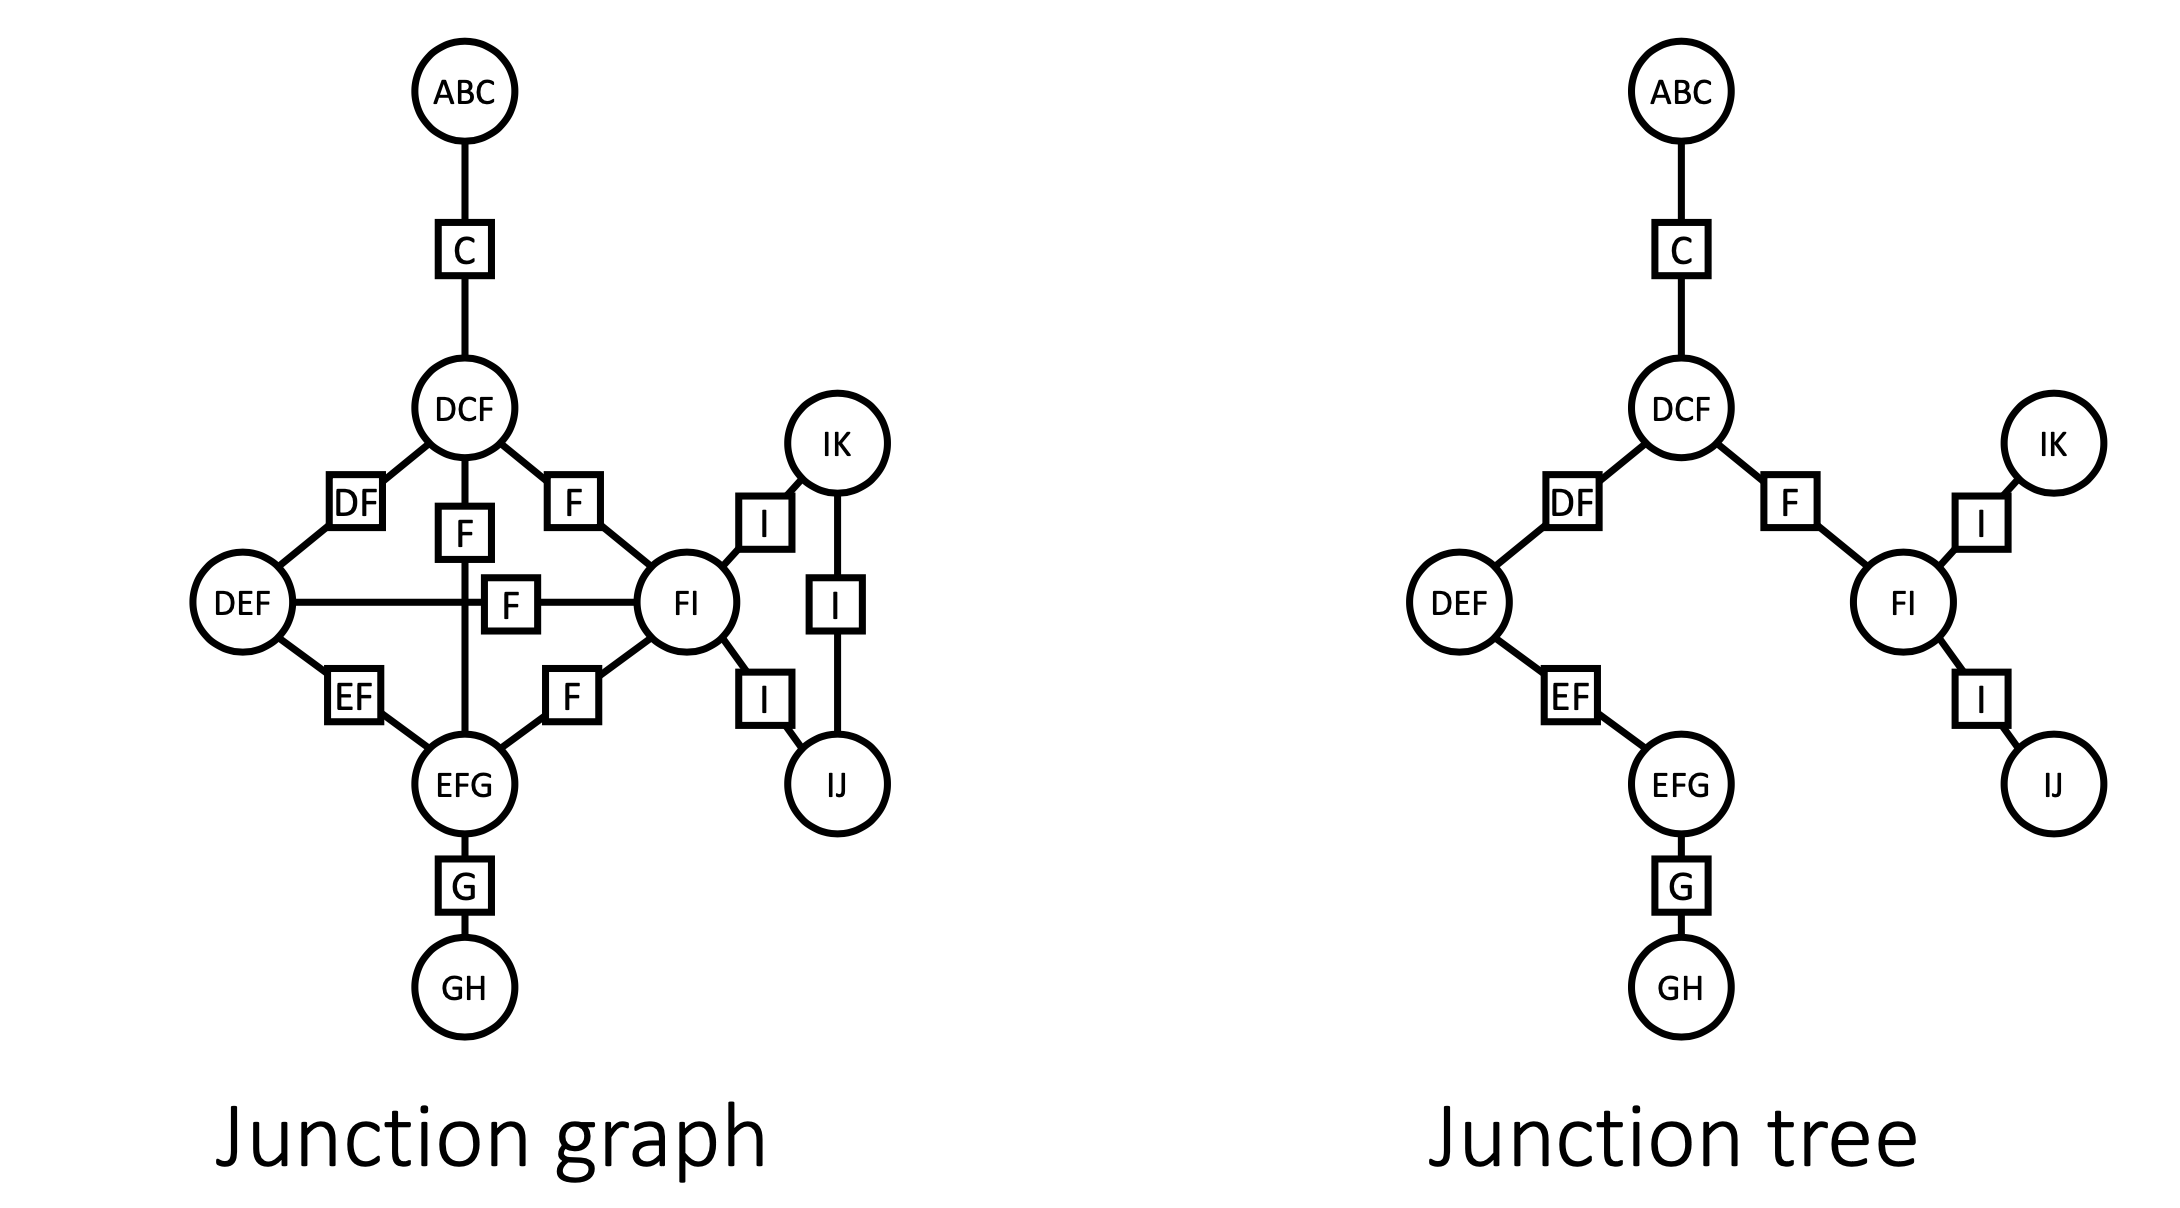 ABC
C
DCF
IK
DF
F
F
I
DEF
F
FI
I
EF
F
I
EFG
IJ
G
GH
Junction graph
ABC
C
DCF
IK
DF
F
I
DEF
FI
EF
I
EFG
IJ
G
GH
Junction tree